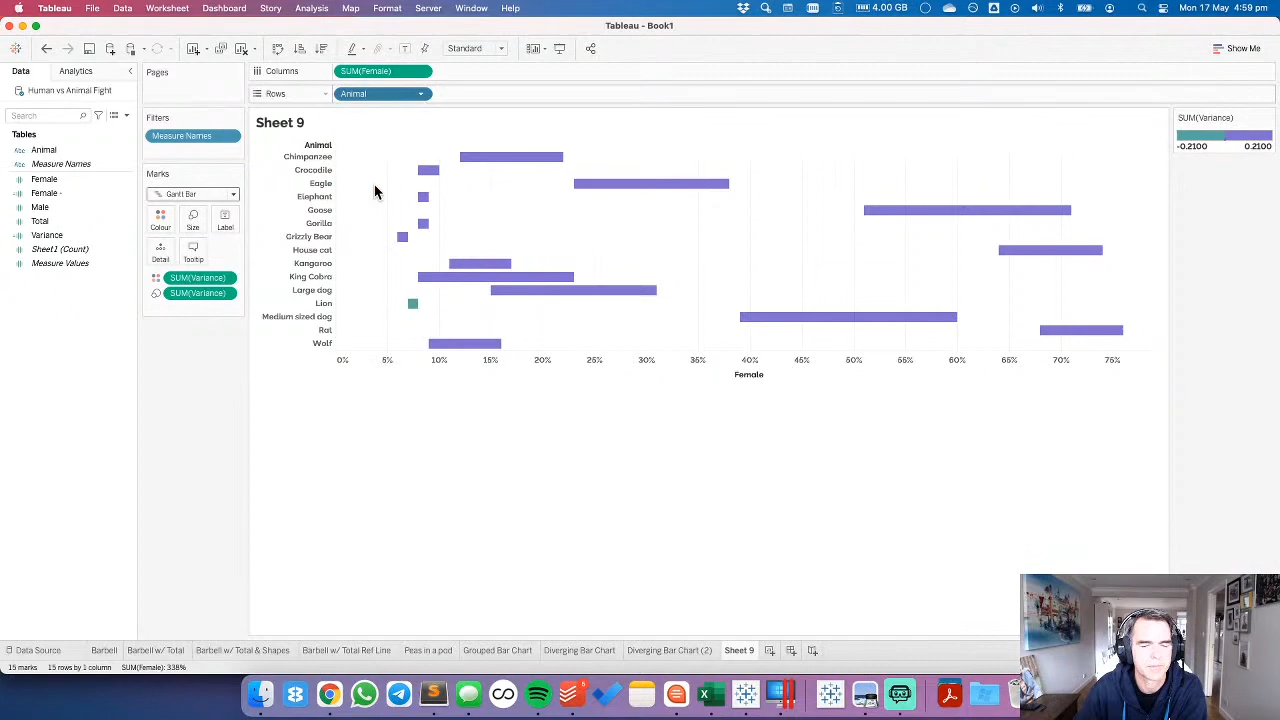 Tableau File Data Worksheet Dashboard Story Analysis Map Format Server Window Help 4.00 GB Mon 17 May 4:59 pm
Tableau - Book1
Standard Show Me
Data Analytics Pages Columns SUM(Female)
Human vs Animal Fight Rows Animal
Search Filters
Measure Names
Tables
Animal
Measure Names
Female
Female -
Male
Total
Variance
Sheet1 (Count)
Measure Values
Marks
Gantt Bar
Colour Size Label
Detail Tooltip
SUM(Variance)
SUM(Variance)
Sheet 9
Animal
Chimpanzee
Crocodile
Eagle
Elephant
Goose
Gorilla
Grizzly Bear
House cat
Kangaroo
King Cobra
Large dog
Lion
Medium sized dog
Rat
Wolf
0% 5% 10% 15% 20% 25% 30% 35% 40% 45% 50% 55% 60% 65% 70% 75%
Female
SUM(Variance)
-0.2100 0.2100
Data Source Barbell Barbell w/ Total Barbell w/ Total & Shapes Barbell w/ Total Ref Line Peas in a pod Grouped Bar Chart Diverging Bar Chart Diverging Bar Chart (2) Sheet 9
15 marks 15 rows by 1 column SUM(Female): 338%